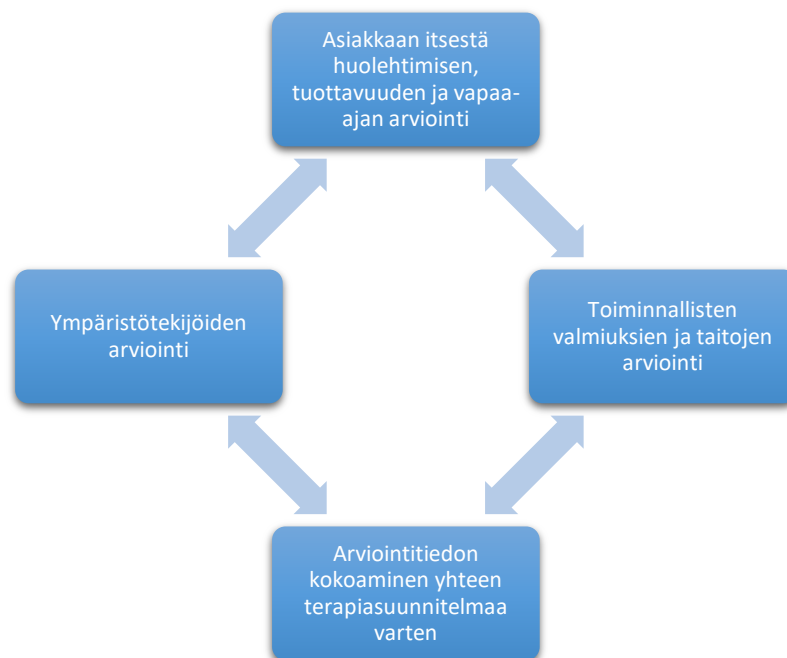 Asiakkaan itsestä
huolehtimisen,
tuottavuuden ja vapaa-
ajan arviointi
Ympäristötekijöiden
arviointi
Toiminnallisten
valmiuksien ja taitojen
arviointi
Arviointitiedon
kokoaminen yhteen
terapiasuunnitelmaa
varten